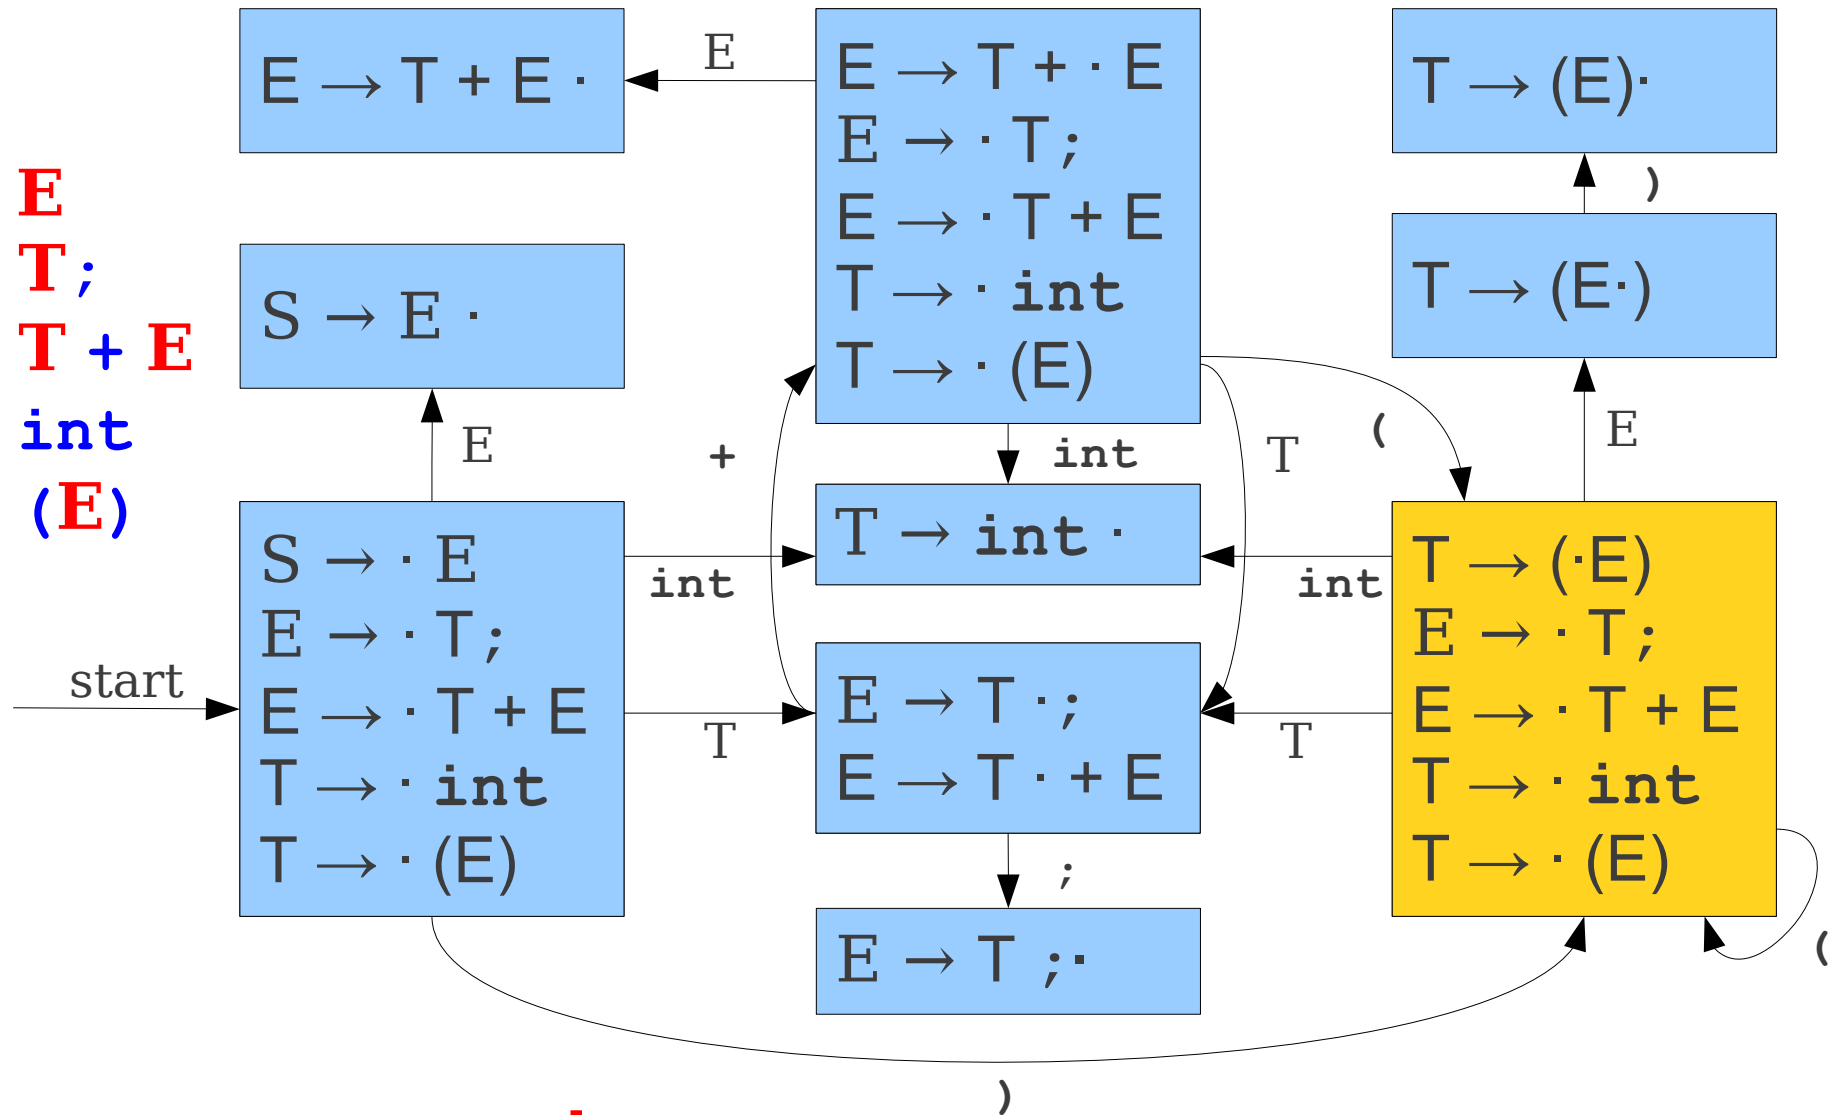 E
T ;
T + E
int
(E)
E → T + E ·
E
E → T + · E
E → · T ;
E → · T + E
T → · int
T → · (E)
T → (E)·
)
T → (E·)
S → E ·
E
+
int
T
(
E
start
S → · E
E → · T ;
E → · T + E
T → · int
T → · (E)
int
T
T → int ·
int
T
E → T · ;
E → T · + E
;
E → T ; ·
T → (·E)
E → · T ;
E → · T + E
T → · int
T → · (E)
(
)